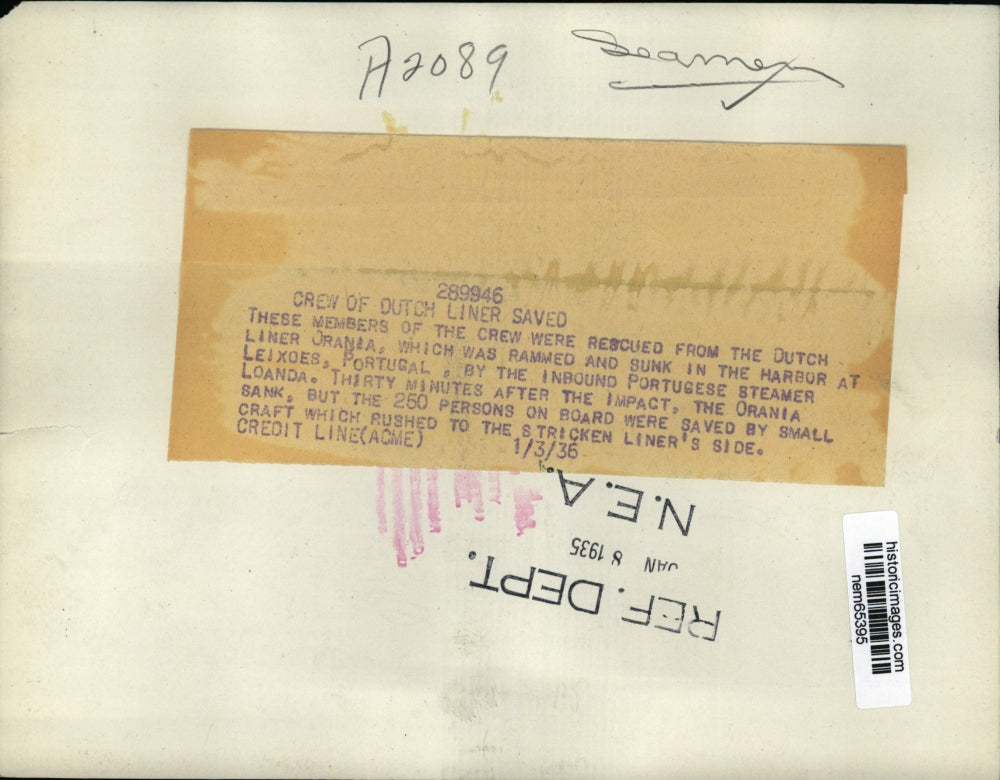 A2089
Seamen
289946
CREW OF DUTCH LINER SAVED
THESE MEMBERS OF THE CREW WERE RESCUED FROM THE DUTCH
LINER ORANIA, WHICH WAS RAMMED AND SUNK IN THE HARBOR AT
LEIXOES, PORTUGAL , BY THE INBOUND PORTUGESE STEAMER
LOANDA. THIRTY MINUTES AFTER THE IMPACT, THE ORANIA
SANK, BUT THE 250 PERSONS ON BOARD WERE SAVED BY SMALL
CRAFT WHICH RUSHED TO THE STRICKEN LINER'S SIDE.
CREDIT LINE(ACME) 1/3/36
REF. DEPT.
JAN 8 1935
N.E.A.
historicimages.com
nem65395